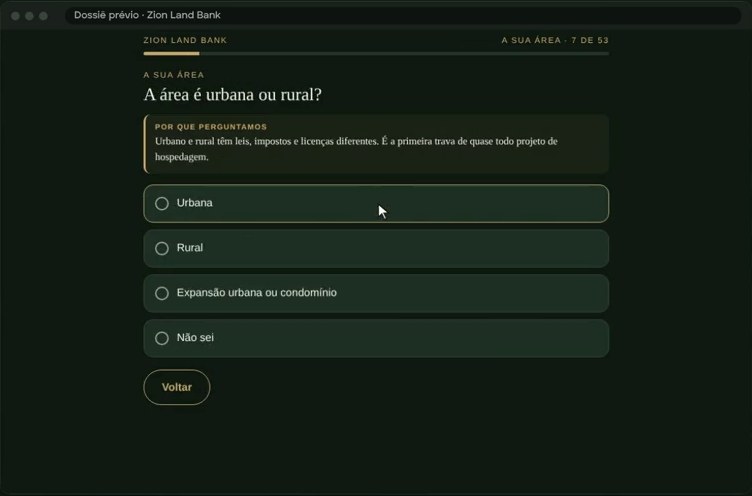 Dossiê prévio · Zion Land Bank
ZION LAND BANK
A SUA ÁREA · 7 DE 53
A SUA ÁREA
A área é urbana ou rural?
POR QUE PERGUNTAMOS
Urbano e rural têm leis, impostos e licenças diferentes. É a primeira trava de quase todo projeto de
hospedagem.
Urbana
Rural
Expansão urbana ou condomínio
Não sei
Voltar